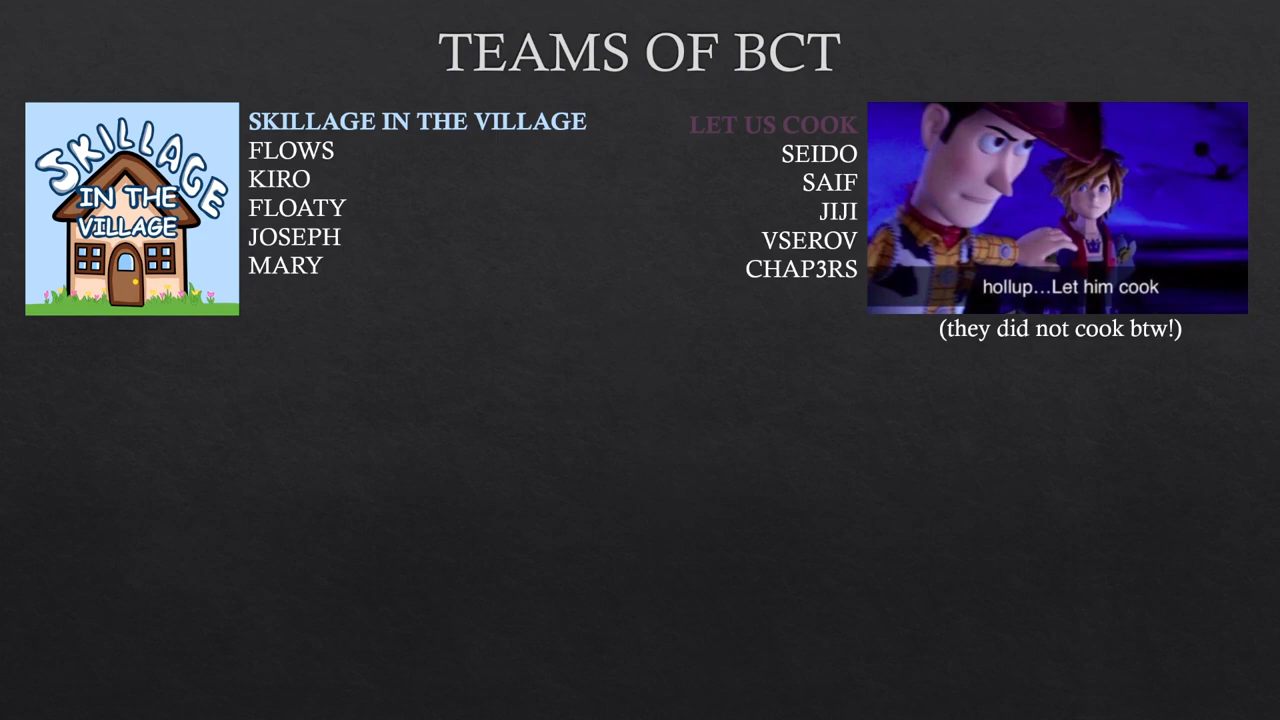 TEAMS OF BCT
SKILLAGE
IN THE
VILLAGE
SKILLAGE IN THE VILLAGE
FLOWS
KIRO
FLOATY
JOSEPH
MARY
LET US COOK
SEIDO
SAIF
JIJI
VSEROV
CHAP3RS
hollup...Let him cook
(they did not cook btw!)